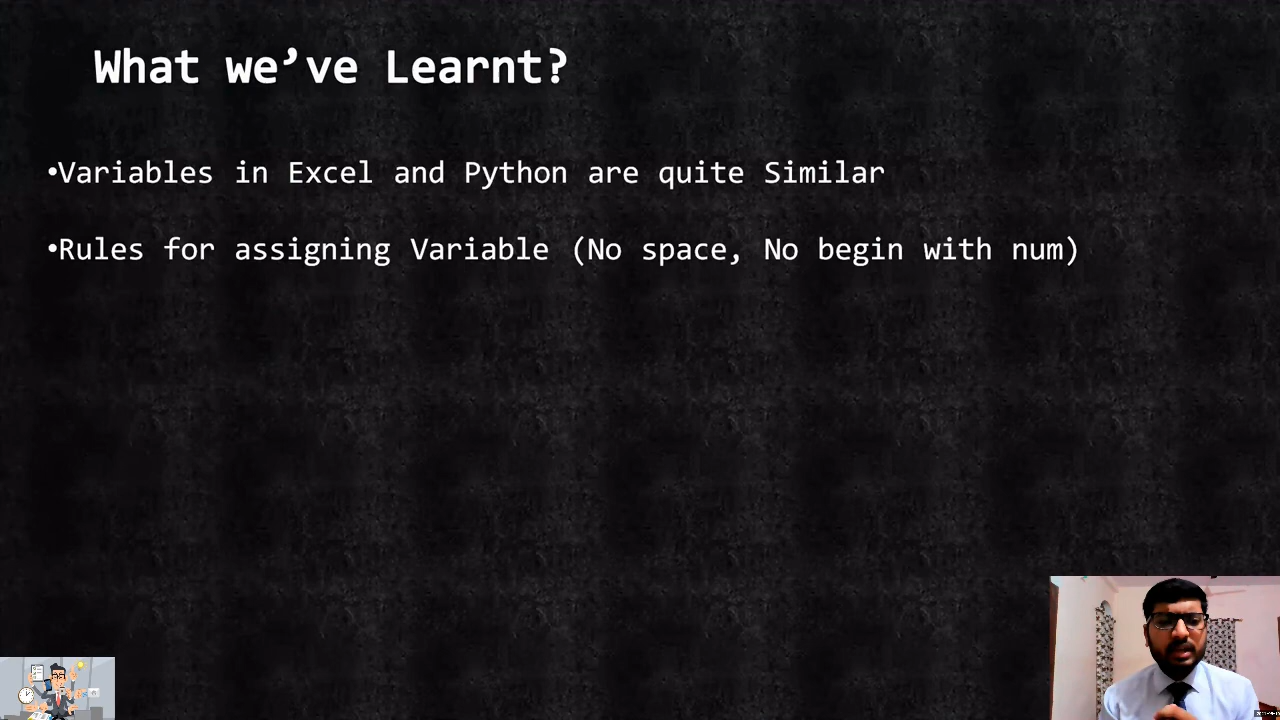 What we’ve Learnt?
•Variables in Excel and Python are quite Similar
•Rules for assigning Variable (No space, No begin with num)